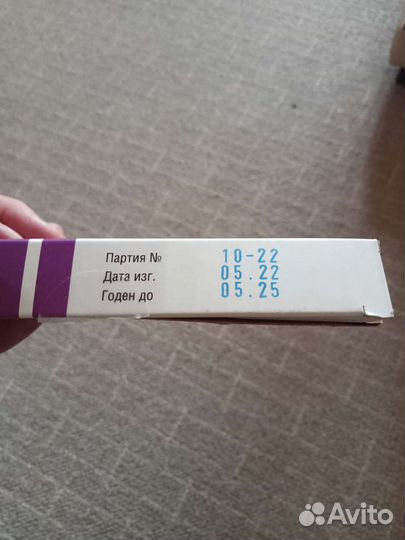 Партия № 10-22
Дата изг. 05.22
Годен до 05.25
Avito